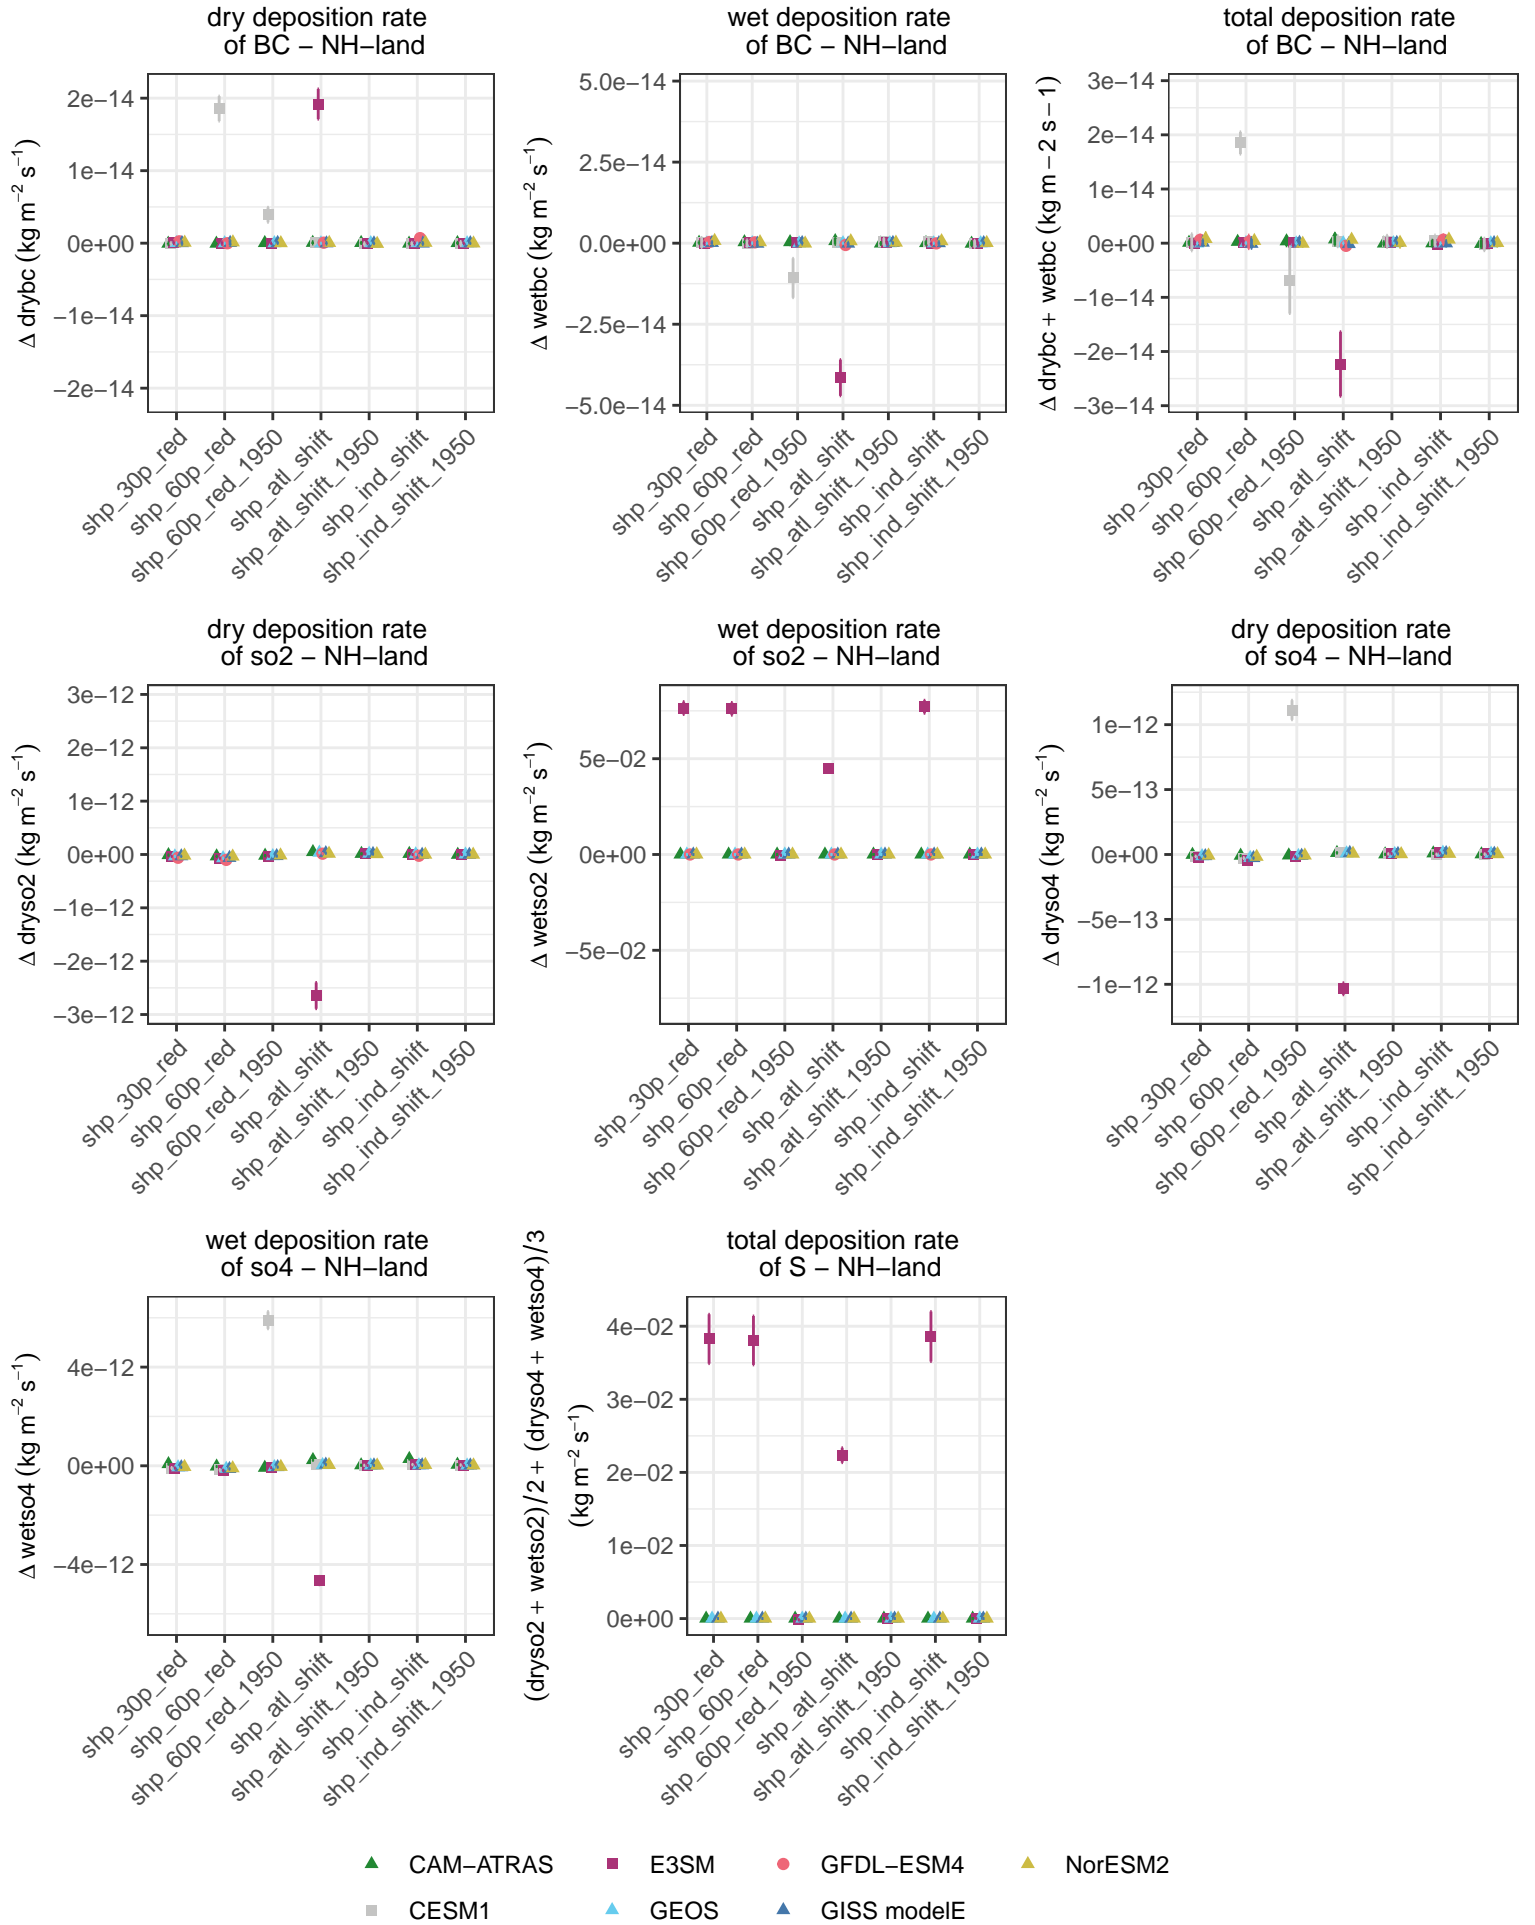 dry deposition rate
of BC − NH−land
Δ drybc (kg m⁻² s⁻¹)
2e−14
1e−14
0e+00
−1e−14
−2e−14
shp_30p_red
shp_60p_red
shp_60p_red_1950
shp_atl_shift
shp_atl_shift_1950
shp_ind_shift
shp_ind_shift_1950
wet deposition rate
of BC − NH−land
Δ wetbc (kg m⁻² s⁻¹)
5.0e−14
2.5e−14
0.0e+00
−2.5e−14
−5.0e−14
shp_30p_red
shp_60p_red
shp_60p_red_1950
shp_atl_shift
shp_atl_shift_1950
shp_ind_shift
shp_ind_shift_1950
total deposition rate
of BC − NH−land
Δ drybc + wetbc (kg m − 2 s − 1)
3e−14
2e−14
1e−14
0e+00
−1e−14
−2e−14
−3e−14
shp_30p_red
shp_60p_red
shp_60p_red_1950
shp_atl_shift
shp_atl_shift_1950
shp_ind_shift
shp_ind_shift_1950
dry deposition rate
of so2 − NH−land
Δ dryso2 (kg m⁻² s⁻¹)
3e−12
2e−12
1e−12
0e+00
−1e−12
−2e−12
−3e−12
shp_30p_red
shp_60p_red
shp_60p_red_1950
shp_atl_shift
shp_atl_shift_1950
shp_ind_shift
shp_ind_shift_1950
wet deposition rate
of so2 − NH−land
Δ wetso2 (kg m⁻² s⁻¹)
5e−02
0e+00
−5e−02
shp_30p_red
shp_60p_red
shp_60p_red_1950
shp_atl_shift
shp_atl_shift_1950
shp_ind_shift
shp_ind_shift_1950
dry deposition rate
of so4 − NH−land
Δ dryso4 (kg m⁻² s⁻¹)
1e−12
5e−13
0e+00
−5e−13
−1e−12
shp_30p_red
shp_60p_red
shp_60p_red_1950
shp_atl_shift
shp_atl_shift_1950
shp_ind_shift
shp_ind_shift_1950
wet deposition rate
of so4 − NH−land
Δ wetso4 (kg m⁻² s⁻¹)
4e−12
0e+00
−4e−12
shp_30p_red
shp_60p_red
shp_60p_red_1950
shp_atl_shift
shp_atl_shift_1950
shp_ind_shift
shp_ind_shift_1950
total deposition rate
of S − NH−land
(dryso2 + wetso2)/2 + (dryso4 + wetso4)/3
(kg m⁻² s⁻¹)
4e−02
3e−02
2e−02
1e−02
0e+00
shp_30p_red
shp_60p_red
shp_60p_red_1950
shp_atl_shift
shp_atl_shift_1950
shp_ind_shift
shp_ind_shift_1950
CAM−ATRAS
E3SM
GFDL−ESM4
NorESM2
CESM1
GEOS
GISS modelE